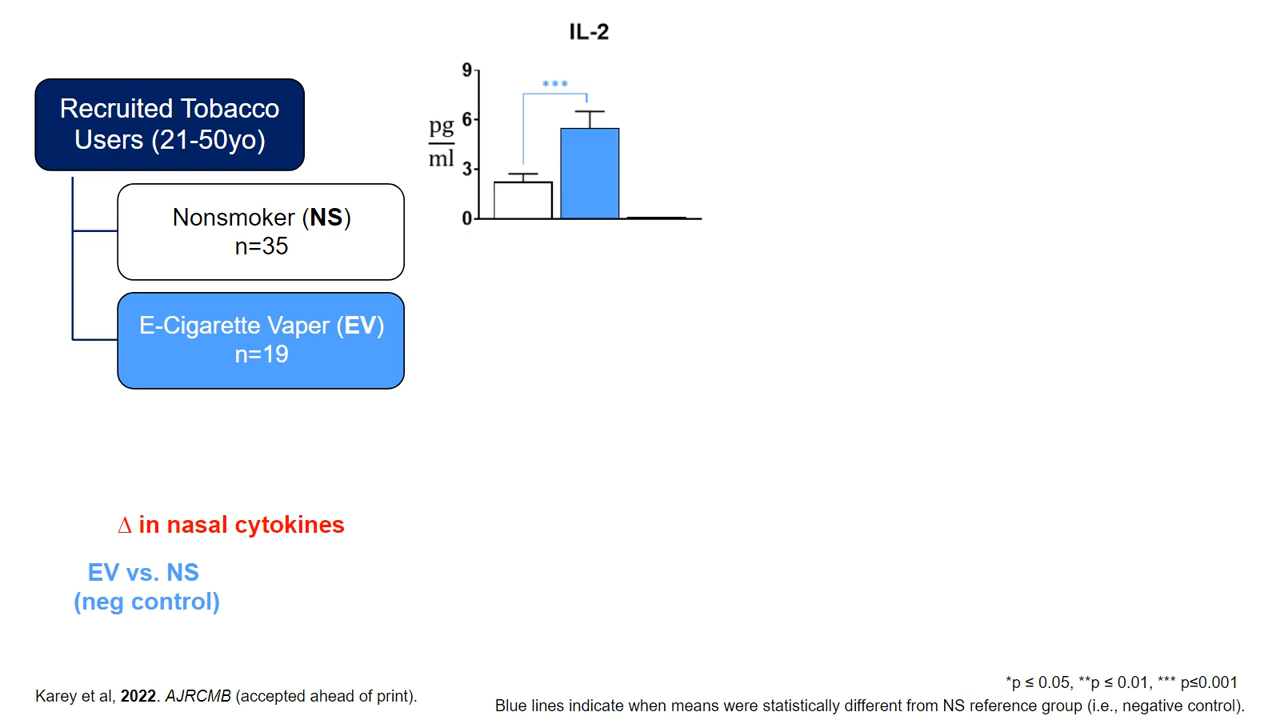 IL-2
Recruited Tobacco
Users (21-50yo)
Nonsmoker (NS)
n=35
E-Cigarette Vaper (EV)
n=19
9
6
3
0
pg
ml
***
Δ in nasal cytokines
EV vs. NS
(neg control)
*p ≤ 0.05, **p ≤ 0.01, *** p≤0.001
Karey et al, 2022. AJRCMB (accepted ahead of print).
Blue lines indicate when means were statistically different from NS reference group (i.e., negative control).